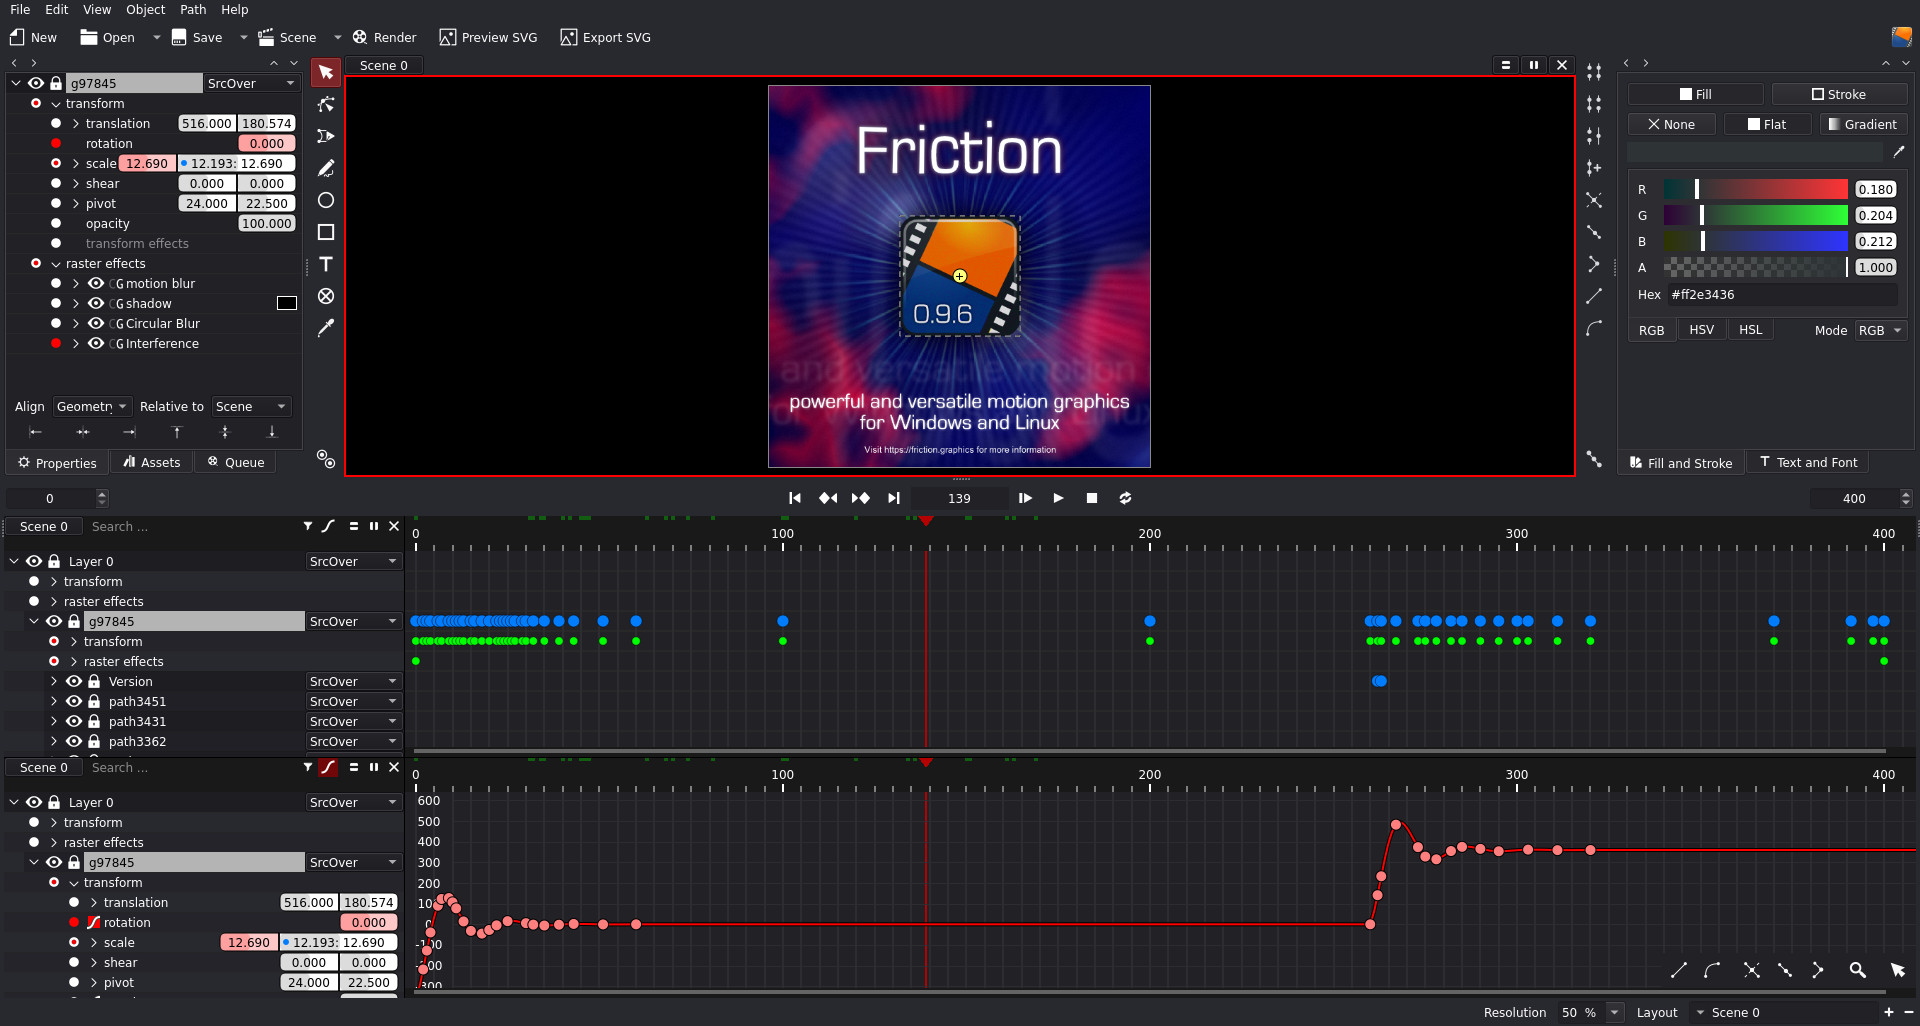 File Edit View Object Path Help
New Open Save Scene Render Preview SVG Export SVG
g97845 SrcOver
transform
translation 516.000 180.574
rotation 0.000
scale 12.690 12.193: 12.690
shear 0.000 0.000
pivot 24.000 22.500
opacity 100.000
transform effects
raster effects
CG motion blur
CG shadow
CG Circular Blur
CG Interference
Align Geometry Relative to Scene
Properties Assets Queue
Scene 0
Friction
0.9.6
and versatile motion
powerful and versatile motion graphics
for Windows and Linux
Visit https://friction.graphics for more information
Fill Stroke
None Flat Gradient
R 0.180
G 0.204
B 0.212
A 1.000
Hex #ff2e3436
RGB HSV HSL Mode RGB
Fill and Stroke Text and Font
0 139 400
Scene 0 Search ...
0 100 200 300 400
Layer 0 SrcOver
transform
raster effects
g97845 SrcOver
transform
raster effects
Version SrcOver
path3451 SrcOver
path3431 SrcOver
path3362 SrcOver
Scene 0 Search ...
0 100 200 300 400
Layer 0 SrcOver
transform
raster effects
g97845 SrcOver
transform
translation 516.000 180.574
rotation 0.000
scale 12.690 12.193: 12.690
shear 0.000 0.000
pivot 24.000 22.500
600
500
400
300
200
Resolution 50 % Layout Scene 0